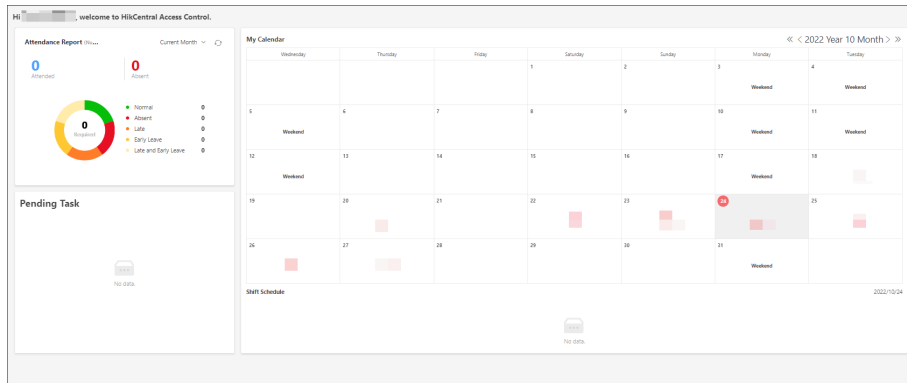 Hi , welcome to HikCentral Access Control.
Attendance Report
Current Month
0
Attended
0
Absent
0
Required
Normal 0
Absent 0
Late 0
Early Leave 0
Late and Early Leave 0
Pending Task
No data.
My Calendar
« < 2022 Year 10 Month > »
Wednesday Thursday Friday Saturday Sunday Monday Tuesday
1 2 3 4
Weekend Weekend
5 6 7 8 9 10 11
Weekend Weekend Weekend
12 13 14 15 16 17 18
Weekend Weekend
19 20 21 22 23 24 25
26 27 28 29 30 31
Weekend
Shift Schedule 2022/10/24
No data.